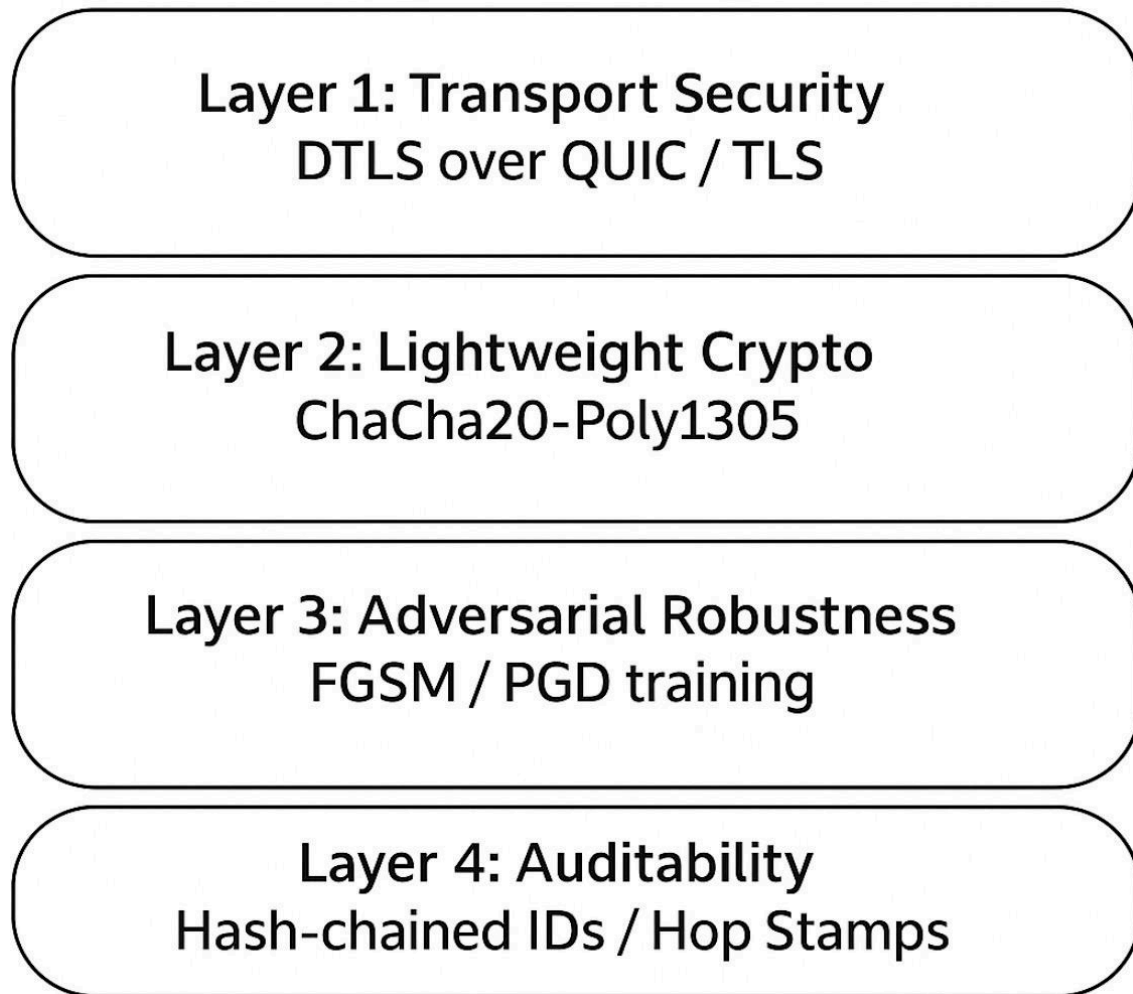 Layer 1: Transport Security
DTLS over QUIC / TLS
Layer 2: Lightweight Crypto
ChaCha20-Poly1305
Layer 3: Adversarial Robustness
FGSM / PGD training
Layer 4: Auditability
Hash-chained IDs / Hop Stamps